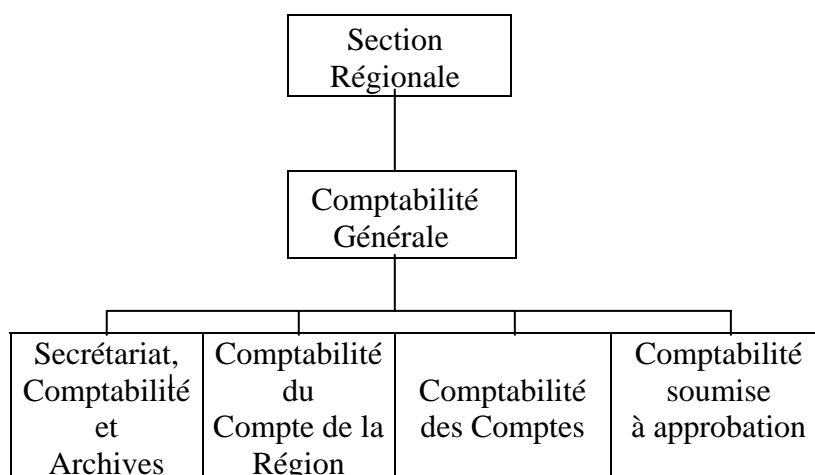 Section
Régionale
Comptabilité
Générale
Secrétariat,
Comptabilité
et
Archives
Comptabilité
du
Compte de la
Région
Comptabilité
des Comptes
Comptabilité
soumise
à approbation